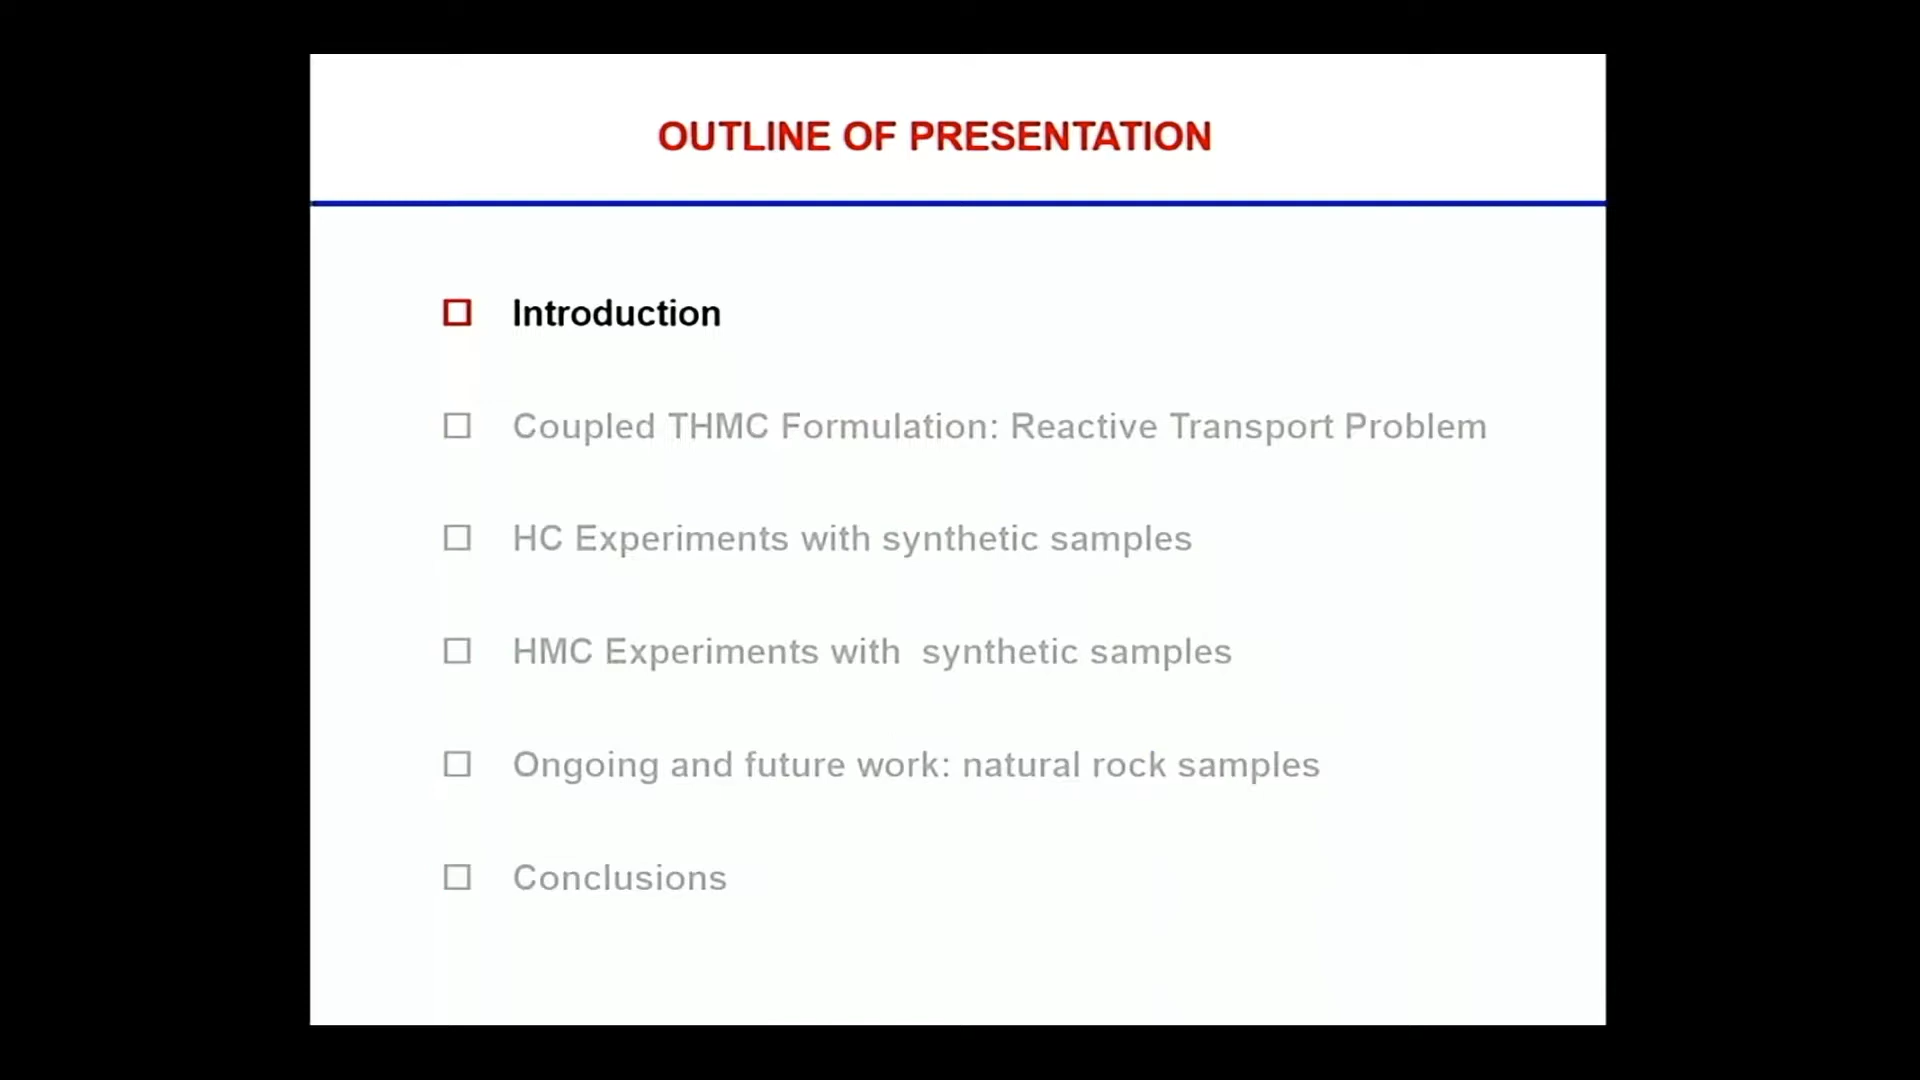 OUTLINE OF PRESENTATION
Introduction
Coupled THMC Formulation: Reactive Transport Problem
HC Experiments with synthetic samples
HMC Experiments with  synthetic samples
Ongoing and future work: natural rock samples
Conclusions